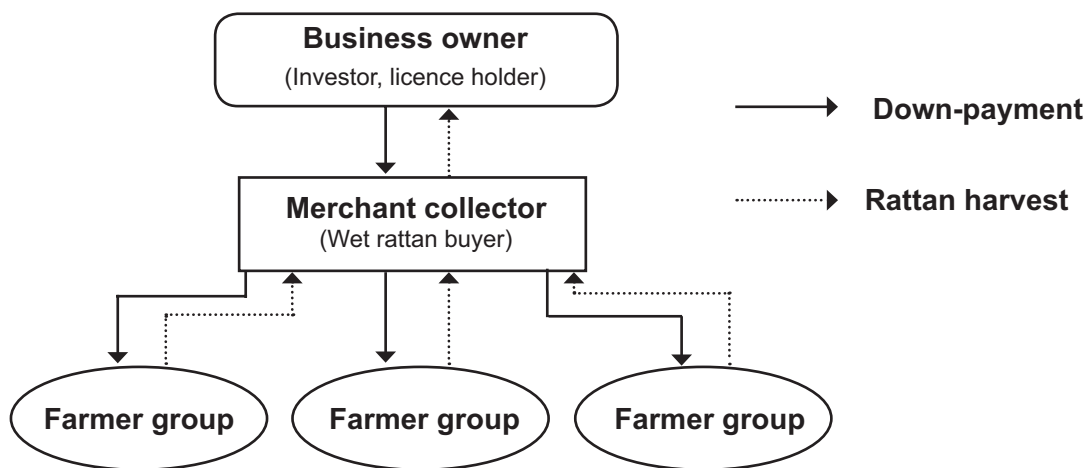 Business owner
(Investor, licence holder)
Down-payment
Rattan harvest
Merchant collector
(Wet rattan buyer)
Farmer group
Farmer group
Farmer group